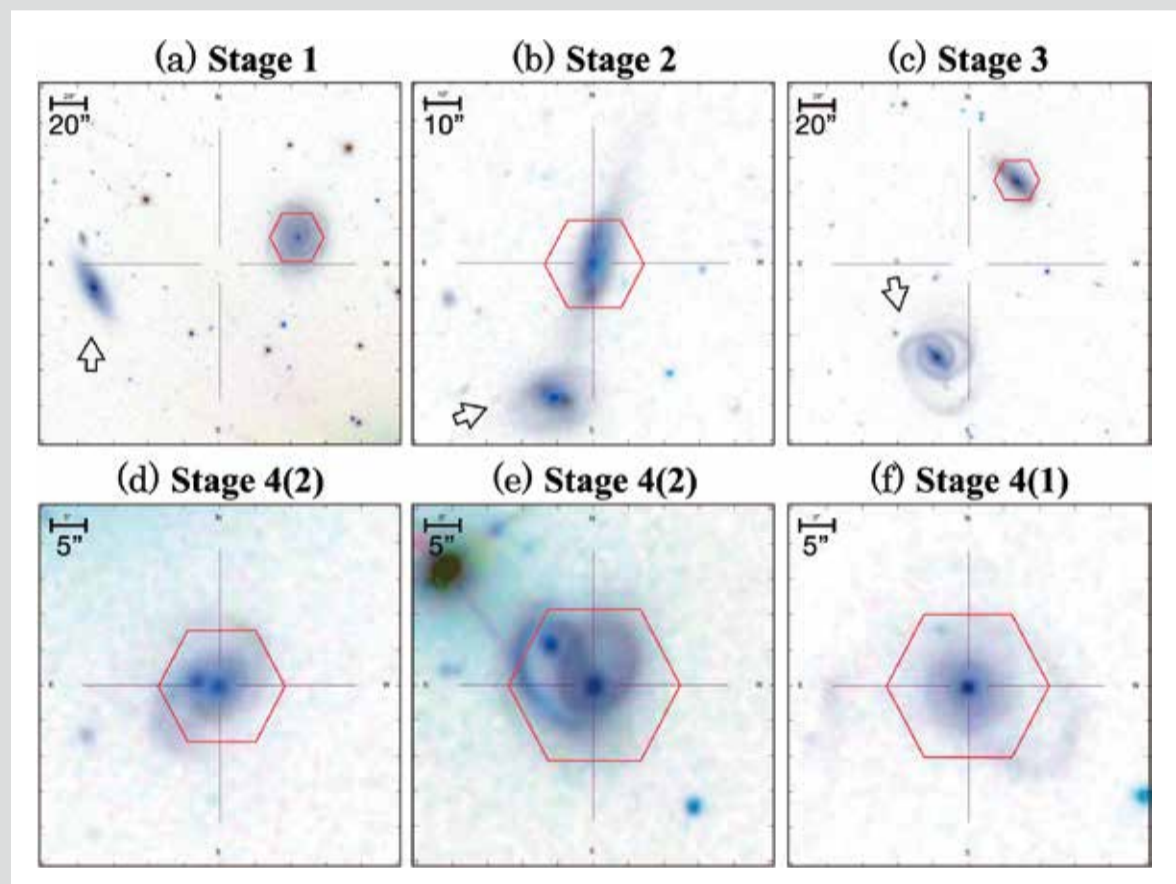 (a) Stage 1
(b) Stage 2
(c) Stage 3
20”
10”
20”
(d) Stage 4(2)
(e) Stage 4(2)
(f) Stage 4(1)
5”
5”
5”